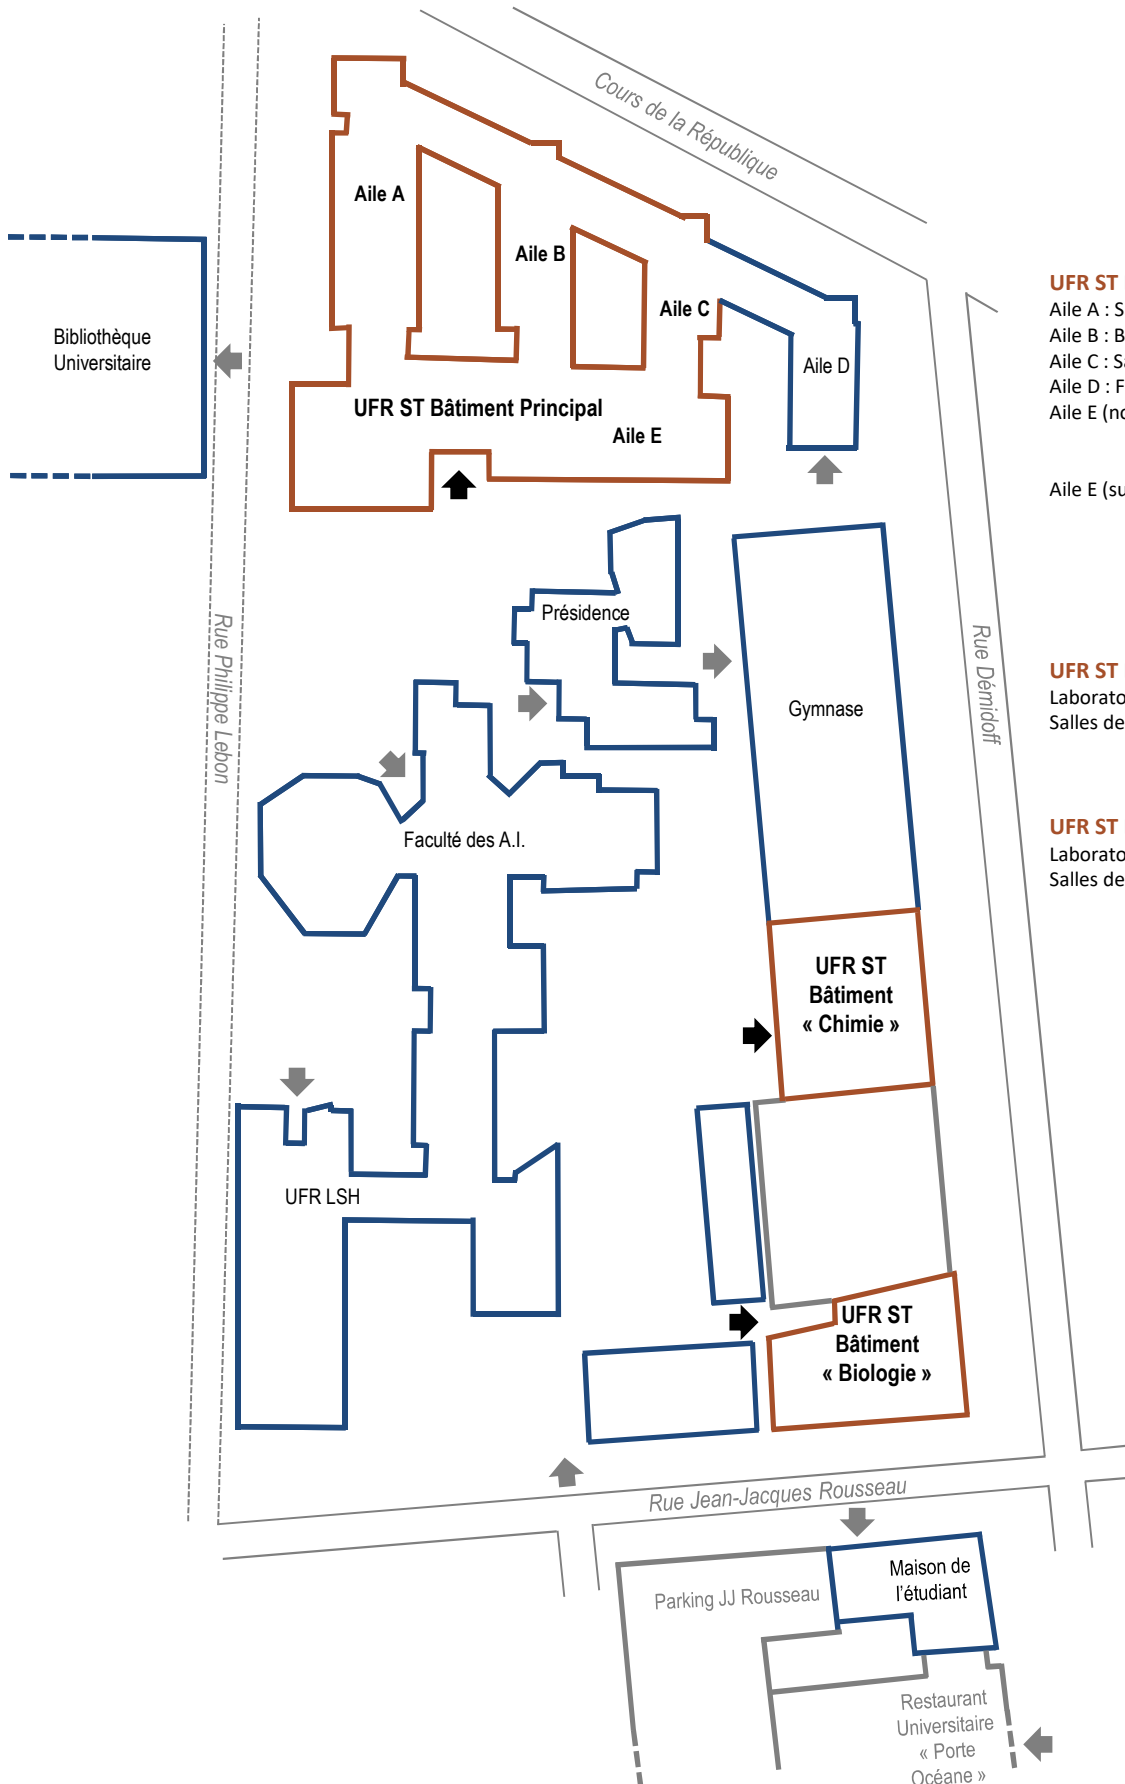 Cours de la République
Aile A
Aile B
Aile C
Aile D
UFR ST Bâtiment Principal
Aile E
Bibliothèque
Universitaire
UFR ST
Aile A : S
Aile B : B
Aile C : Sa
Aile D : F
Aile E (no
Aile E (su
Rue Philippe Lebon
Présidence
Rue Démidoff
Gymnase
UFR ST
Laborato
Salles de
Faculté des A.I.
UFR ST
Laborato
Salles de
UFR ST
Bâtiment
« Chimie »
UFR LSH
UFR ST
Bâtiment
« Biologie »
Rue Jean-Jacques Rousseau
Parking JJ Rousseau
Maison de
l'étudiant
Restaurant
Universitaire
« Porte
Océane »